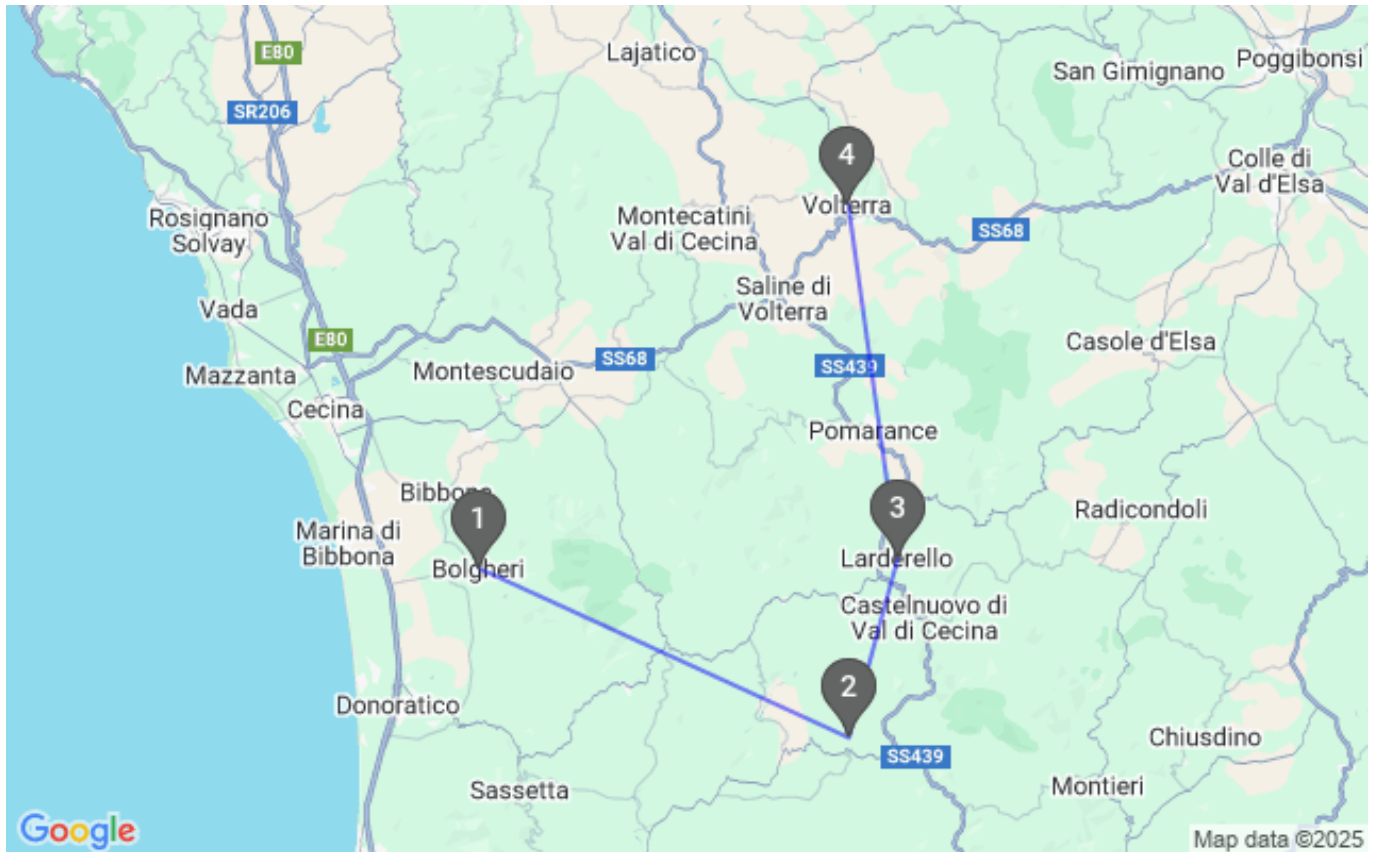 Lajatico
E80
San Gimignano
Poggibonsi
SR206
4
Colle di
Val d'Elsa
Volterra
Rosignano
Solvay
Montecatini
Val di Cecina
SS68
Saline di
Volterra
Vada
E80
Casole d'Elsa
SS68
SS439
Mazzanta
Montescudaio
Cecina
Pomarance
Bibbona
3
Radicondoli
1
Marina di
Bibbona
Larderello
Bolgheri
Castelnuovo di
Val di Cecina
2
Donoratico
Chiusdino
SS439
Sassetta
Montieri
Google
Map data ©2025